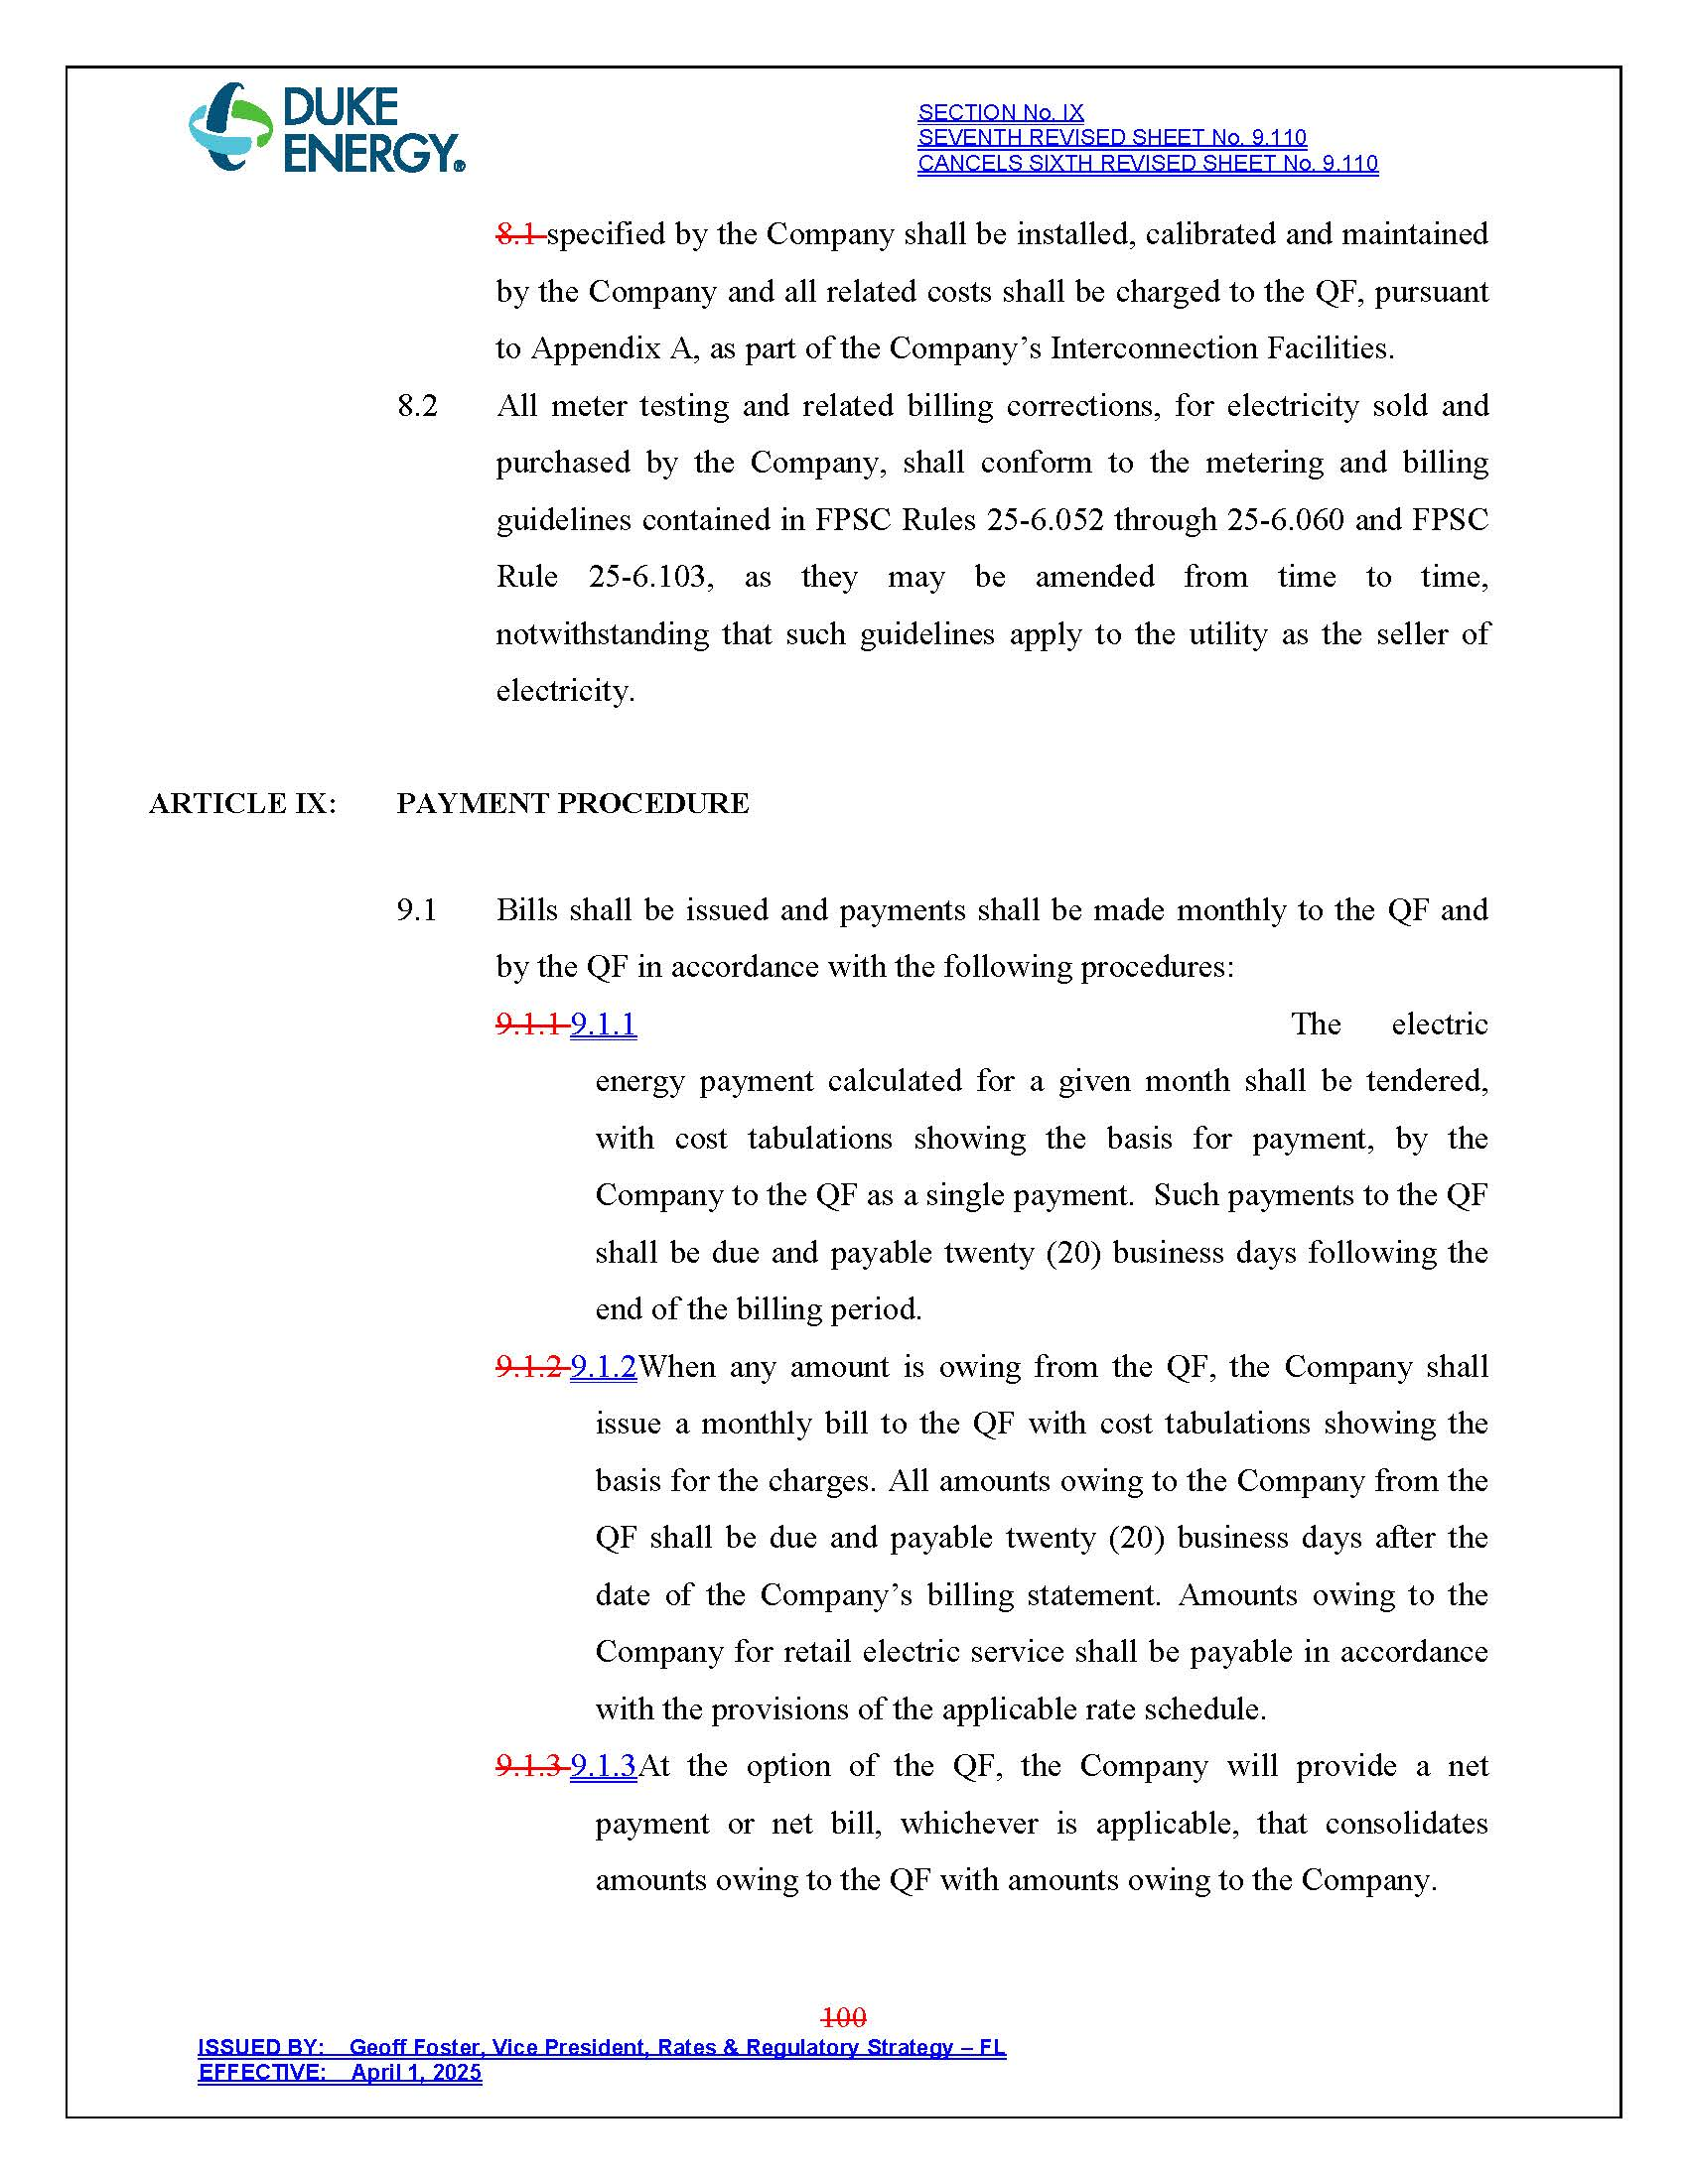 DUKE
ENERGY®
SECTION No. IX
SEVENTH REVISED SHEET No. 9.110
CANCELS SIXTH REVISED SHEET No. 9.110
8.1 specified by the Company shall be installed, calibrated and maintained
by the Company and all related costs shall be charged to the QF, pursuant
to Appendix A, as part of the Company’s Interconnection Facilities.
8.2 All meter testing and related billing corrections, for electricity sold and
purchased by the Company, shall conform to the metering and billing
guidelines contained in FPSC Rules 25-6.052 through 25-6.060 and FPSC
Rule 25-6.103, as they may be amended from time to time,
notwithstanding that such guidelines apply to the utility as the seller of
electricity.
ARTICLE IX: PAYMENT PROCEDURE
9.1 Bills shall be issued and payments shall be made monthly to the QF and
by the QF in accordance with the following procedures:
9.1.1 9.1.1 The electric
energy payment calculated for a given month shall be tendered,
with cost tabulations showing the basis for payment, by the
Company to the QF as a single payment. Such payments to the QF
shall be due and payable twenty (20) business days following the
end of the billing period.
9.1.2 9.1.2When any amount is owing from the QF, the Company shall
issue a monthly bill to the QF with cost tabulations showing the
basis for the charges. All amounts owing to the Company from the
QF shall be due and payable twenty (20) business days after the
date of the Company’s billing statement. Amounts owing to the
Company for retail electric service shall be payable in accordance
with the provisions of the applicable rate schedule.
9.1.3 9.1.3At the option of the QF, the Company will provide a net
payment or net bill, whichever is applicable, that consolidates
amounts owing to the QF with amounts owing to the Company.
100
ISSUED BY: Geoff Foster, Vice President, Rates & Regulatory Strategy – FL
EFFECTIVE: April 1, 2025